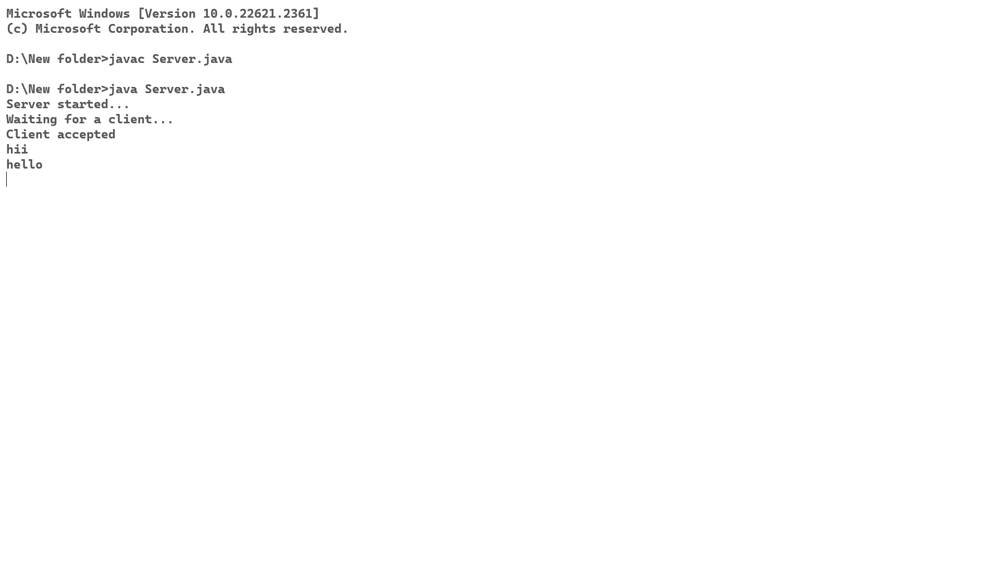 Microsoft Windows [Version 10.0.22621.2361]
(c) Microsoft Corporation. All rights reserved.
D:\New folder>javac Server.java
D:\New folder>java Server.java
Server started...
Waiting for a client...
Client accepted
hii
hello